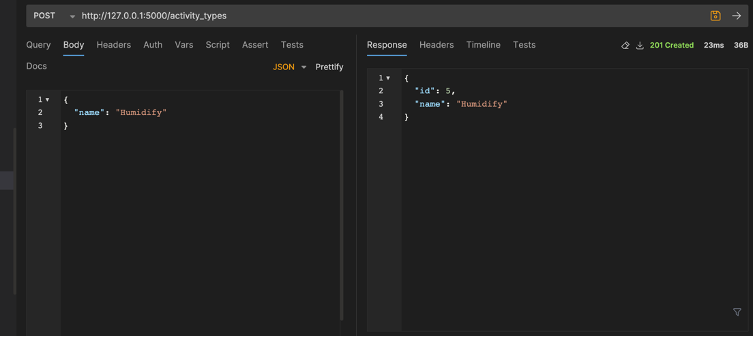 POST http://127.0.0.1:5000/activity_types
Query Body Headers Auth Vars Script Assert Tests
Docs
JSON Prettify
1 {
2 "name": "Humidify"
3 }
Response Headers Timeline Tests 201 Created 23ms 36B
1 {
2 "id": 5,
3 "name": "Humidify"
4 }